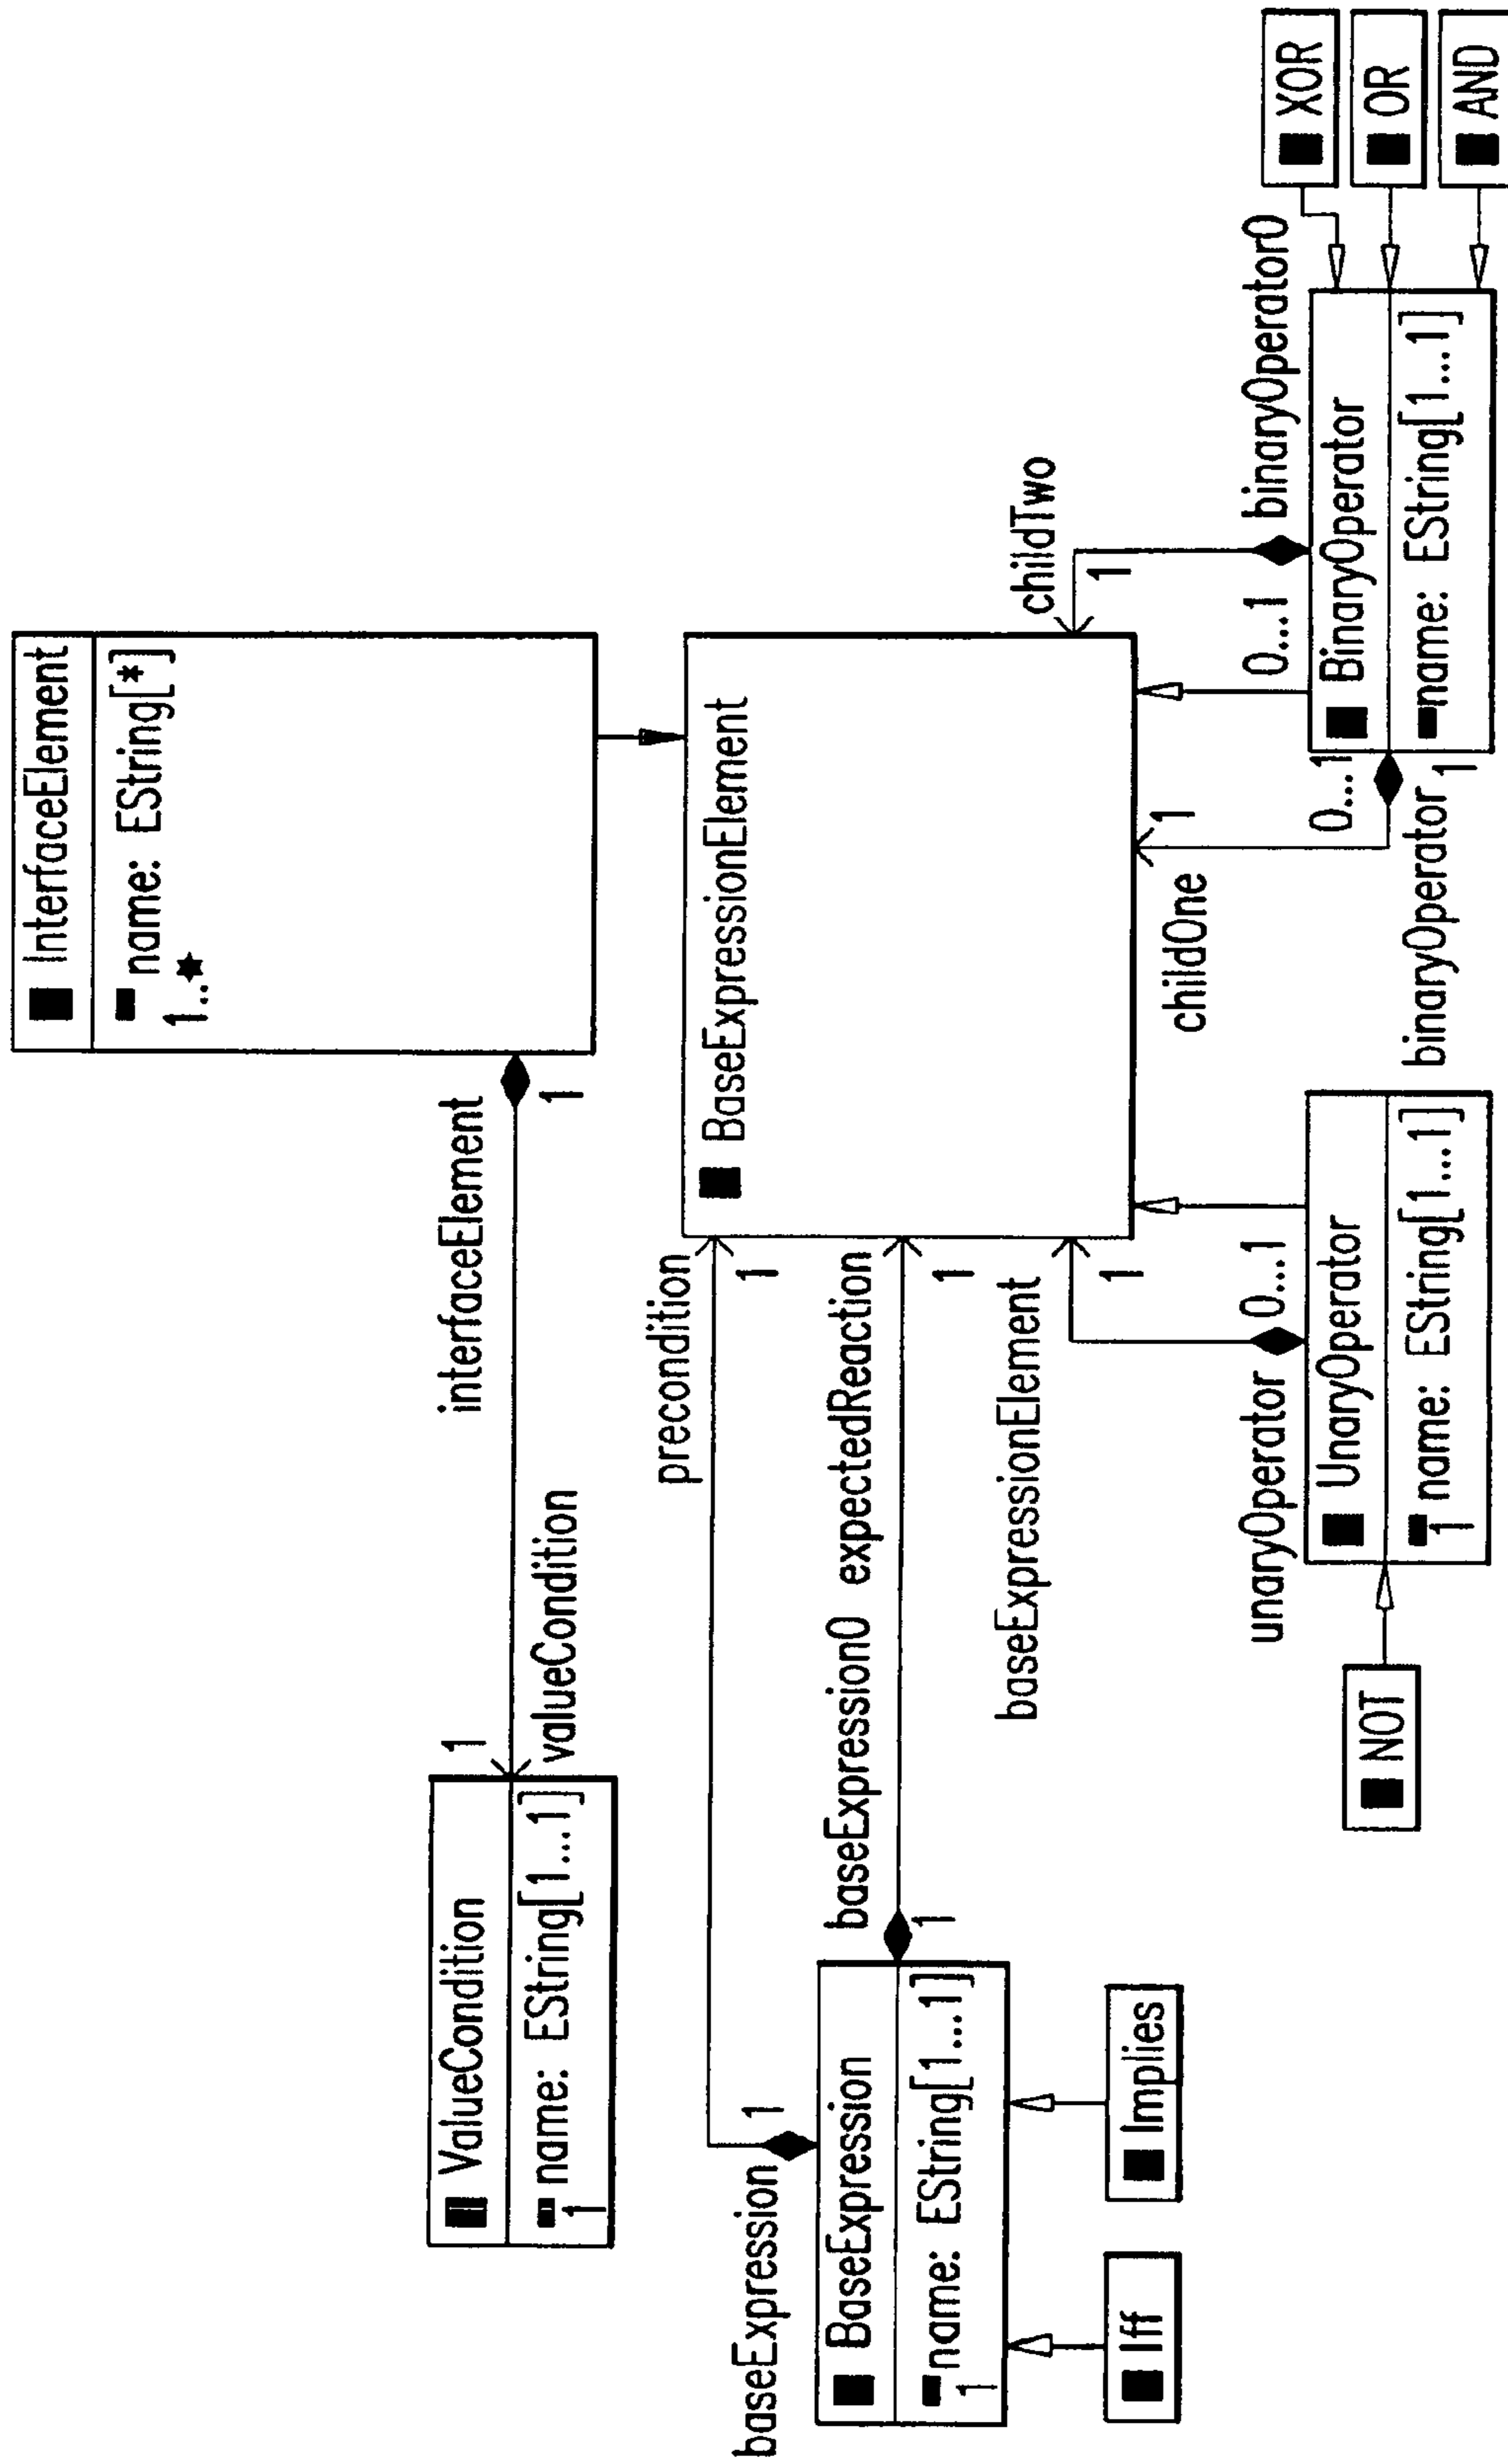 InterfaceElement
name: EString[*]
1..*
interfaceElement
1
1
valueCondition
ValueCondition
name: EString[1...1]
1
BaseExpressionElement
precondition
1
baseExpression
1
baseExpression0
expectedReaction
1
1
BaseExpression
name: EString[1...1]
1
Iff
Implies
baseExpressionElement
1
unaryOperator
0...1
UnaryOperator
name: EString[1...1]
1
NOT
childOne
1
childTwo
1
binaryOperator
0...1
1
0...1
binaryOperator0
BinaryOperator
name: EString[1...1]
XOR
OR
AND